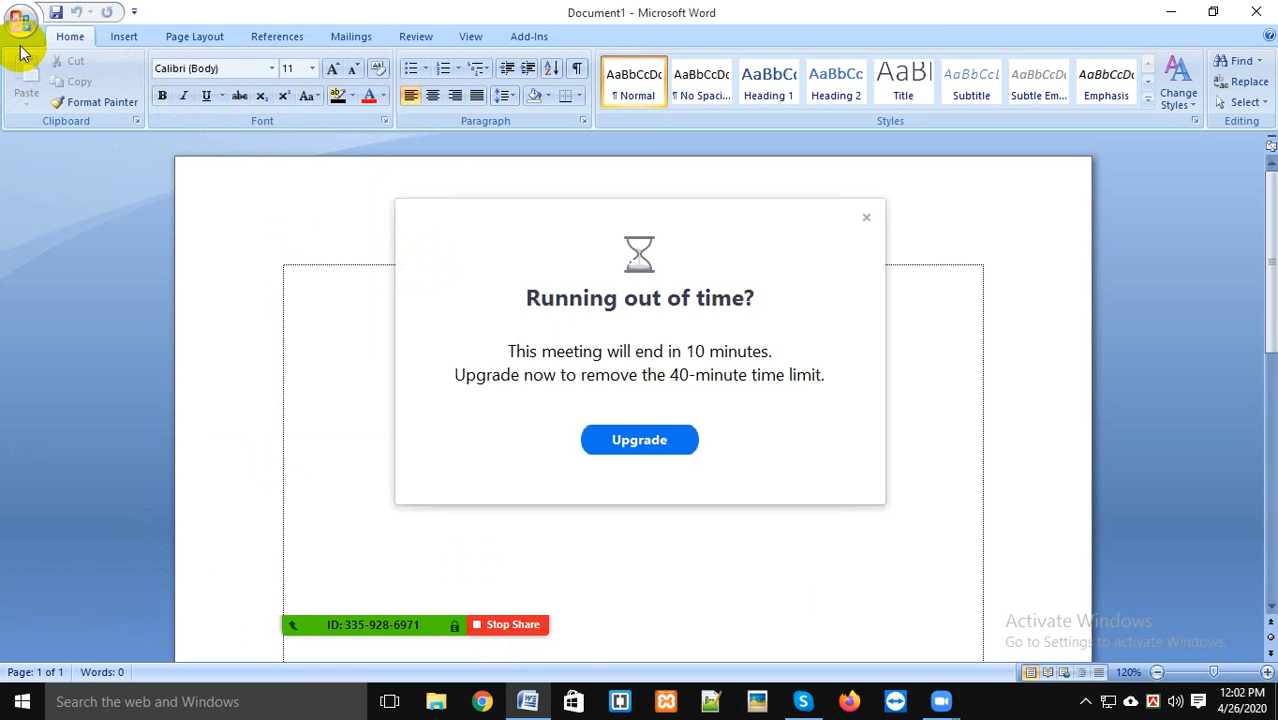 Document1 - Microsoft Word
Home Insert Page Layout References Mailings Review View Add-Ins
Paste
Cut
Copy
Format Painter
Clipboard
Calibri (Body) 11
Font
Paragraph
AaBbCcDc AaBbCcDc AaBbCc AaBbCc AaBl AaBbCcL AaBbCcDc AaBbCcDc
¶ Normal ¶ No Spaci... Heading 1 Heading 2 Title Subtitle Subtle Em... Emphasis
Change Styles
Styles
Find
Replace
Select
Editing
Running out of time?
This meeting will end in 10 minutes.
Upgrade now to remove the 40-minute time limit.
Upgrade
ID: 335-928-6971 Stop Share
Activate Windows
Go to Settings to activate Windows.
Page: 1 of 1 Words: 0 120%
Search the web and Windows
12:02 PM
4/26/2020